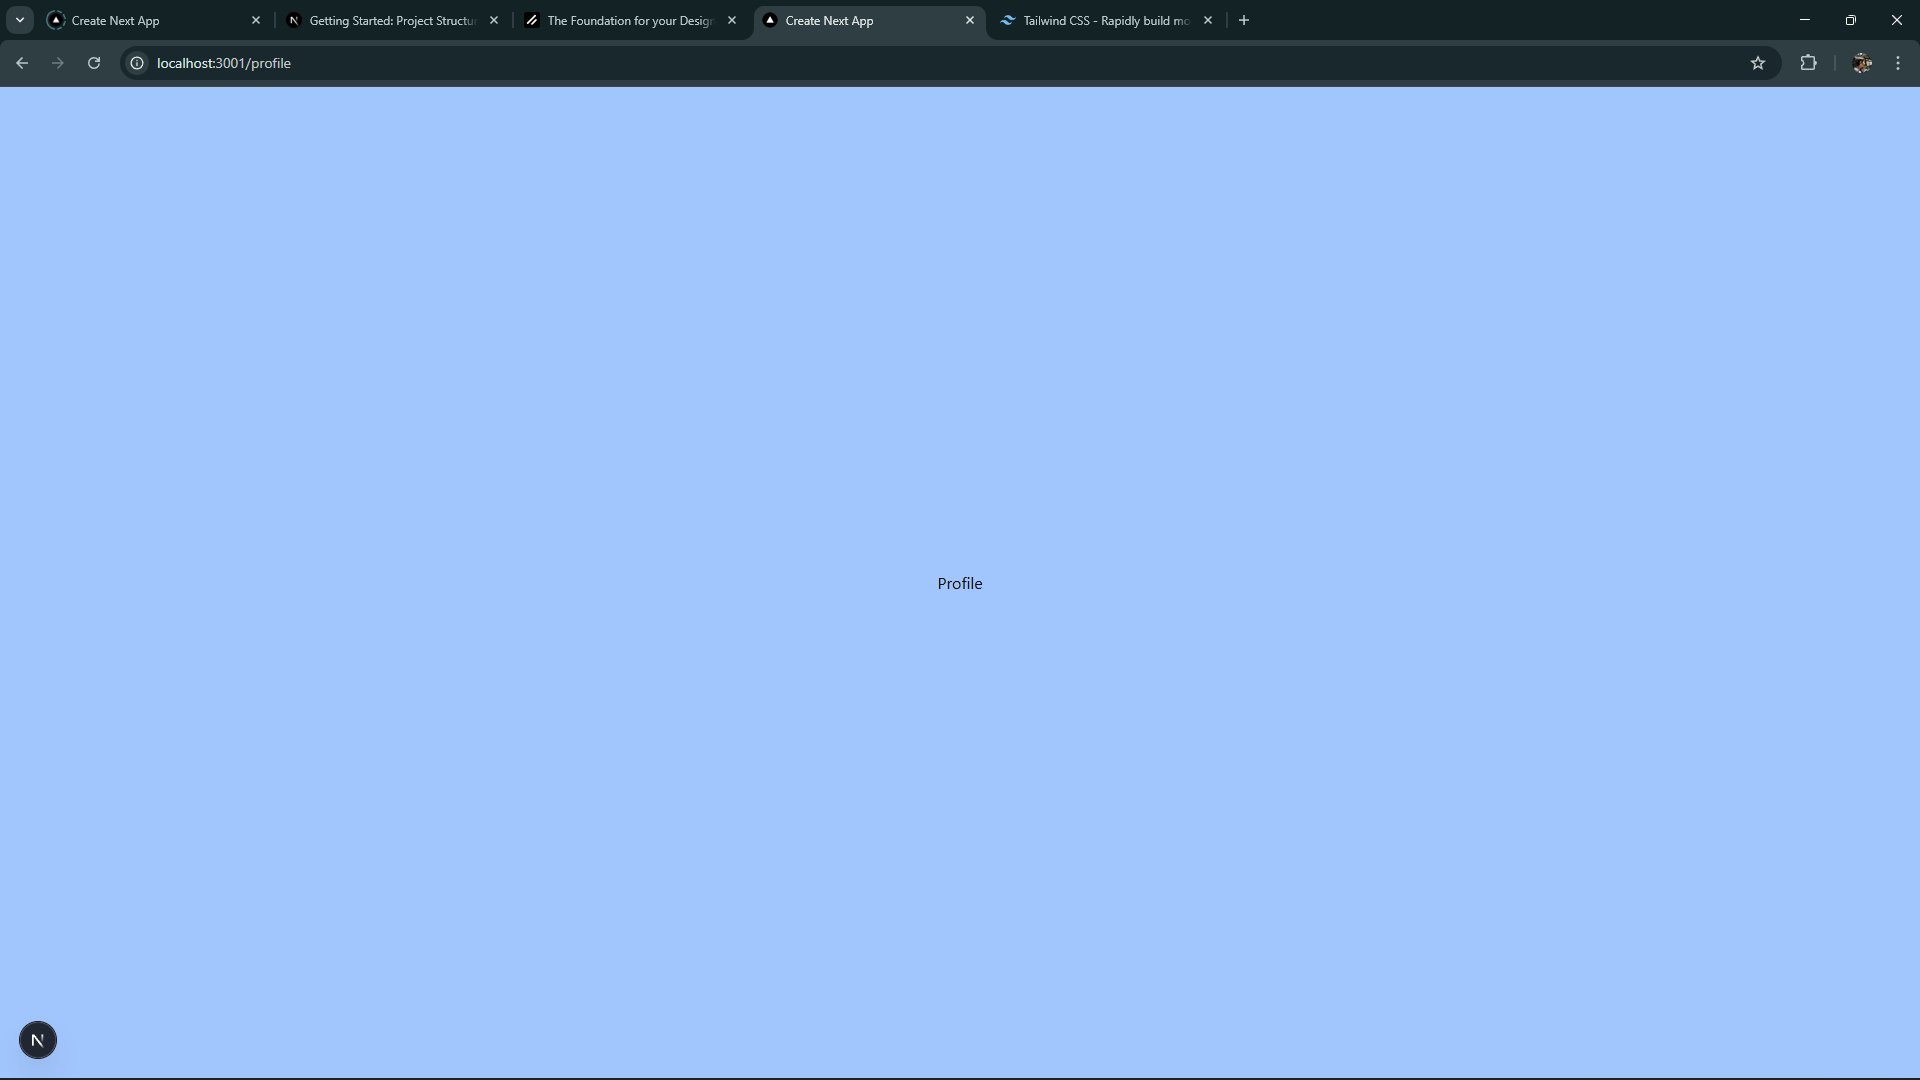 Create Next App
Getting Started: Project Structu
The Foundation for your Design
Create Next App
Tailwind CSS - Rapidly build mo
localhost:3001/profile
Profile
N